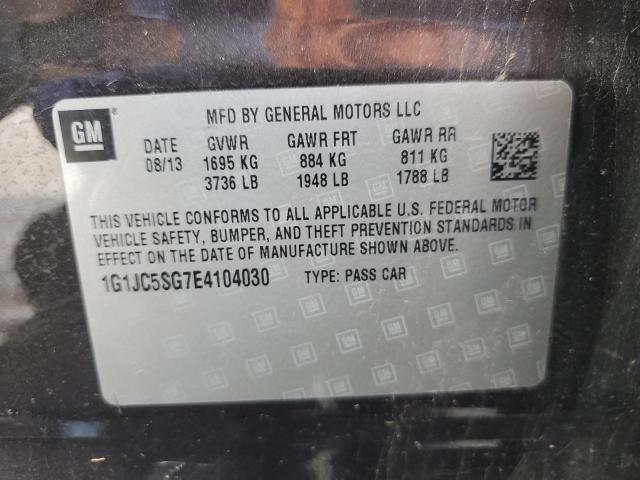 GM
MFD BY GENERAL MOTORS LLC
DATE GVWR GAWR FRT GAWR RR
08/13 1695 KG 884 KG 811 KG
3736 LB 1948 LB 1788 LB
THIS VEHICLE CONFORMS TO ALL APPLICABLE U.S. FEDERAL MOTOR
VEHICLE SAFETY, BUMPER, AND THEFT PREVENTION STANDARDS IN
EFFECT ON THE DATE OF MANUFACTURE SHOWN ABOVE.
1G1JC5SG7E4104030 TYPE: PASS CAR